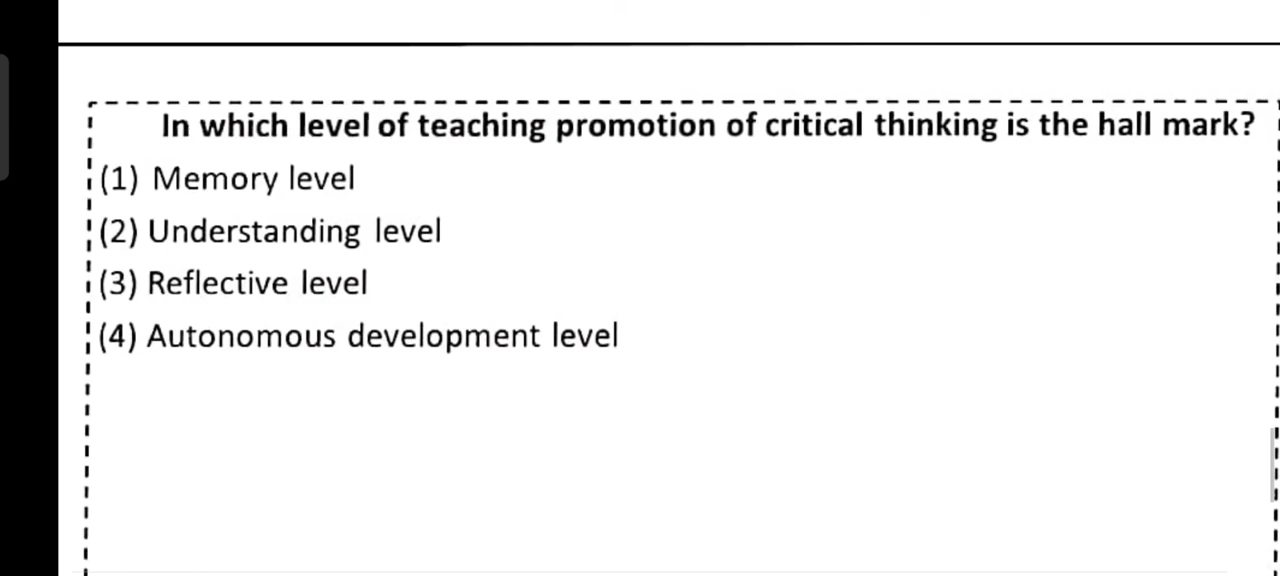 In which level of teaching promotion of critical thinking is the hall mark?
(1) Memory level
(2) Understanding level
(3) Reflective level
(4) Autonomous development level